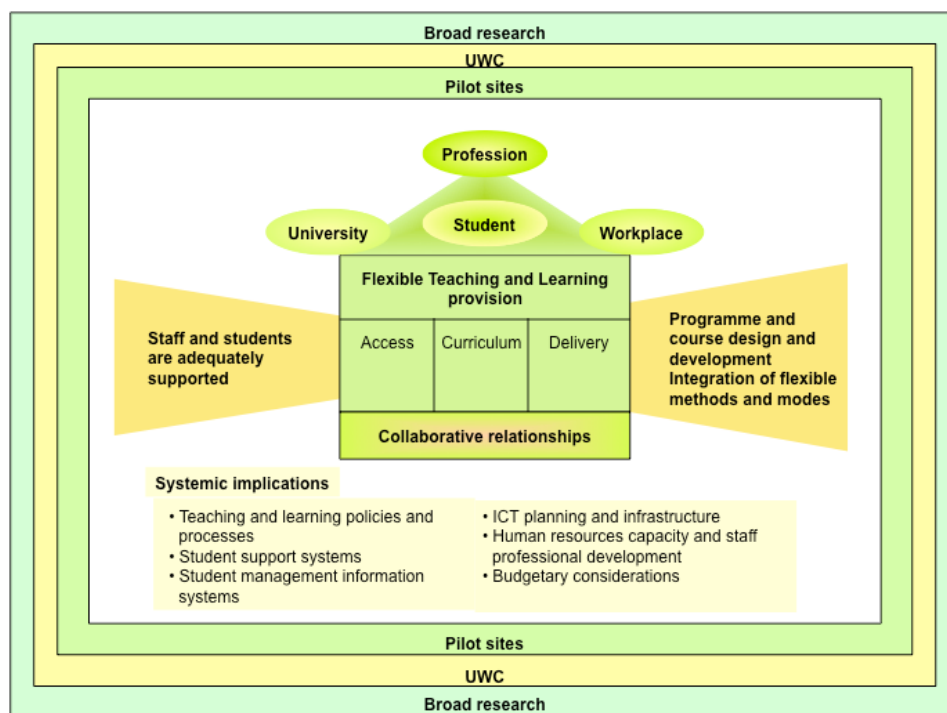 Broad research
UWC
Pilot sites
Profession
Student
University
Workplace
Flexible Teaching and Learning
provision
Access
Curriculum
Delivery
Collaborative relationships
Staff and students
are adequately
supported
Programme and
course design and
development
Integration of flexible
methods and modes
Systemic implications
• Teaching and learning policies and
processes
• Student support systems
• Student management information
systems
• ICT planning and infrastructure
• Human resources capacity and staff
professional development
• Budgetary considerations
Pilot sites
UWC
Broad research